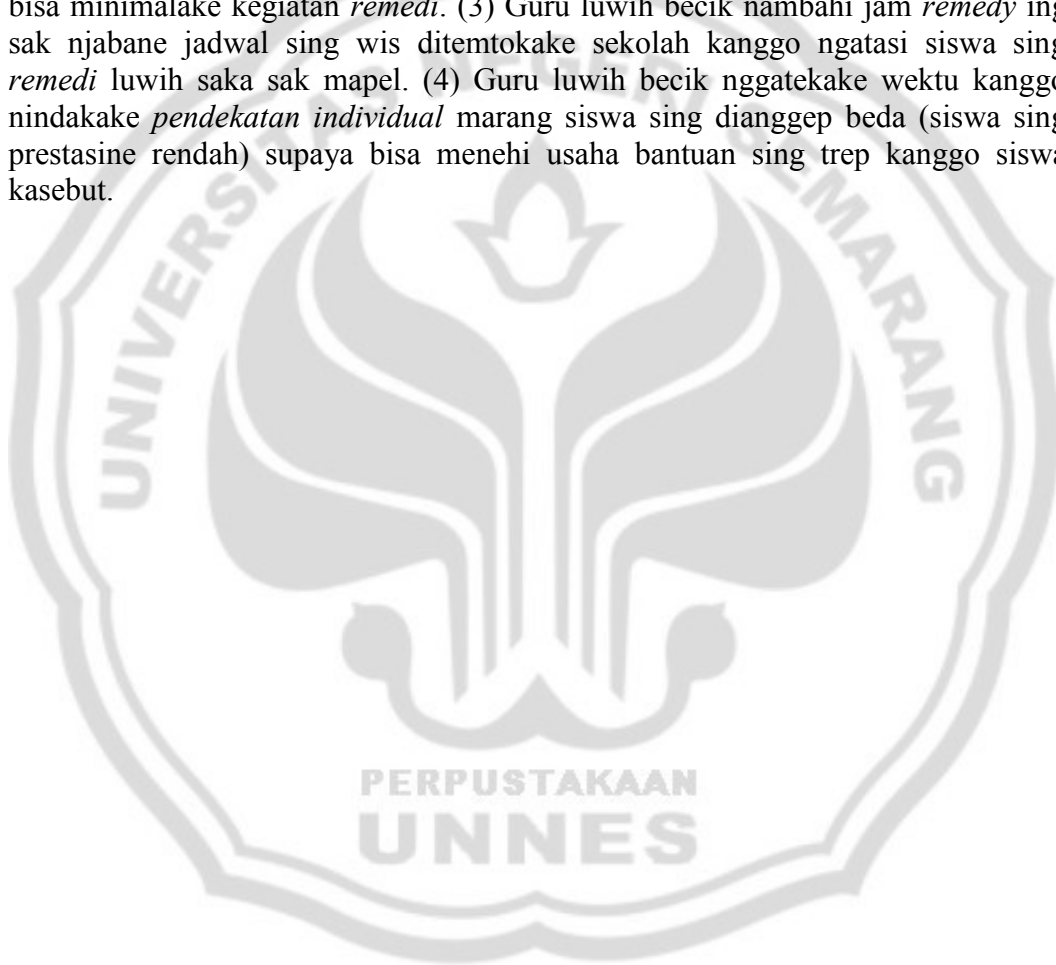 bisa minimalake kegiatan remedi. (3) Guru luwih becik nambahi jam remedy ing
sak njabane jadwal sing wis ditemtokake sekolah kanggo ngatasi siswa sing
remedi luwih saka sak mapel. (4) Guru luwih becik nggatekake wektu kanggo
nindakake pendekatan individual marang siswa sing dianggep beda (siswa sing
prestasine rendah) supaya bisa menehi usaha bantuan sing trep kanggo siswa
kasebut.
UNIVERSITAS NEGERI SEMARANG
PERPUSTAKAAN
UNNES